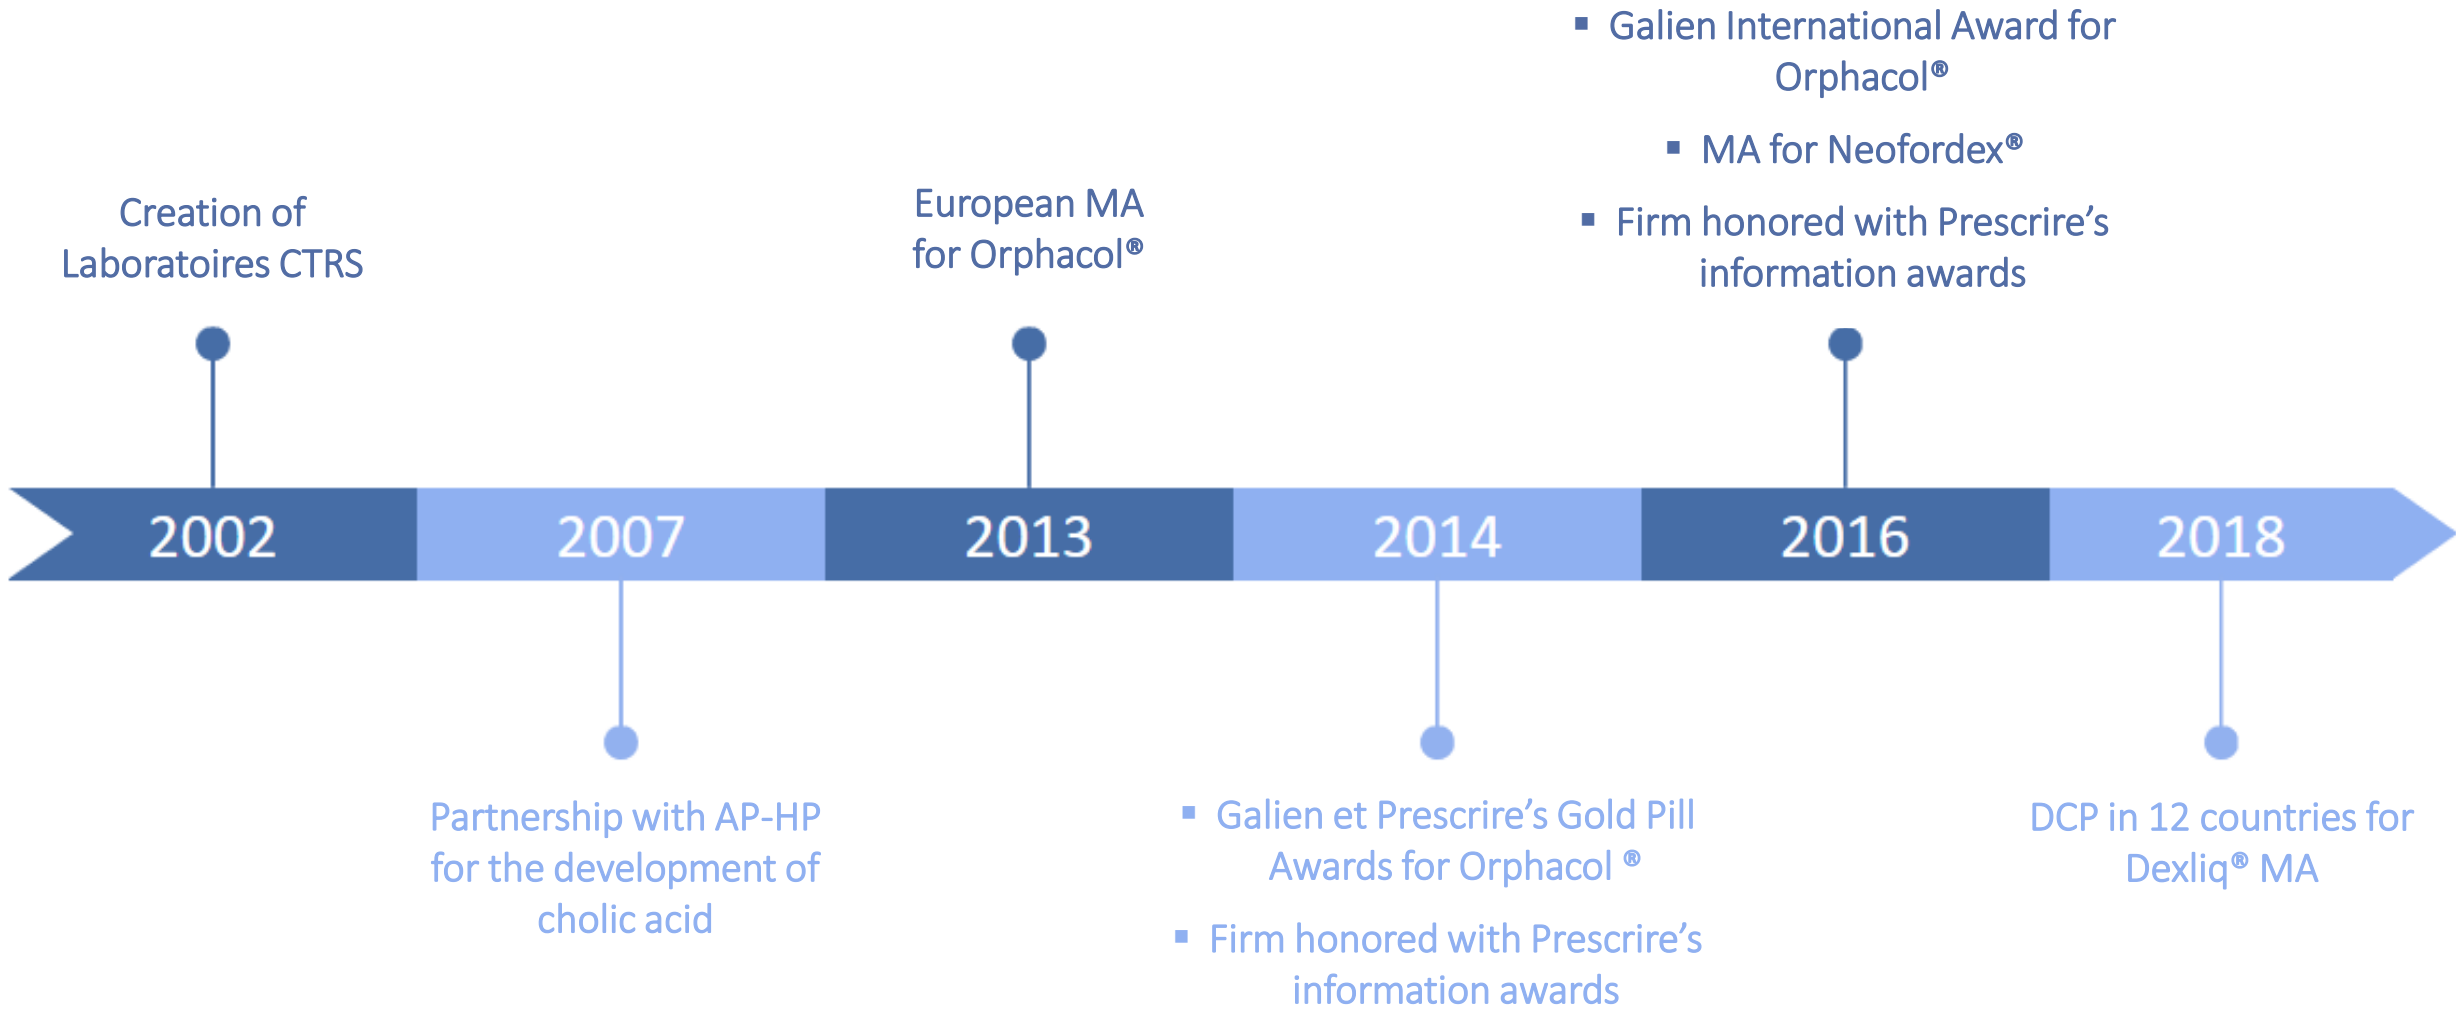 Creation of
Laboratoires CTRS
European MA
for Orphacol®
▪ Galien International Award for
Orphacol®
▪ MA for Neofordex®
▪ Firm honored with Prescrire’s
information awards
2002
2007
2013
2014
2016
2018
Partnership with AP-HP
for the development of
cholic acid
▪ Galien et Prescrire’s Gold Pill
Awards for Orphacol ®
▪ Firm honored with Prescrire’s
information awards
DCP in 12 countries for
Dexliq® MA